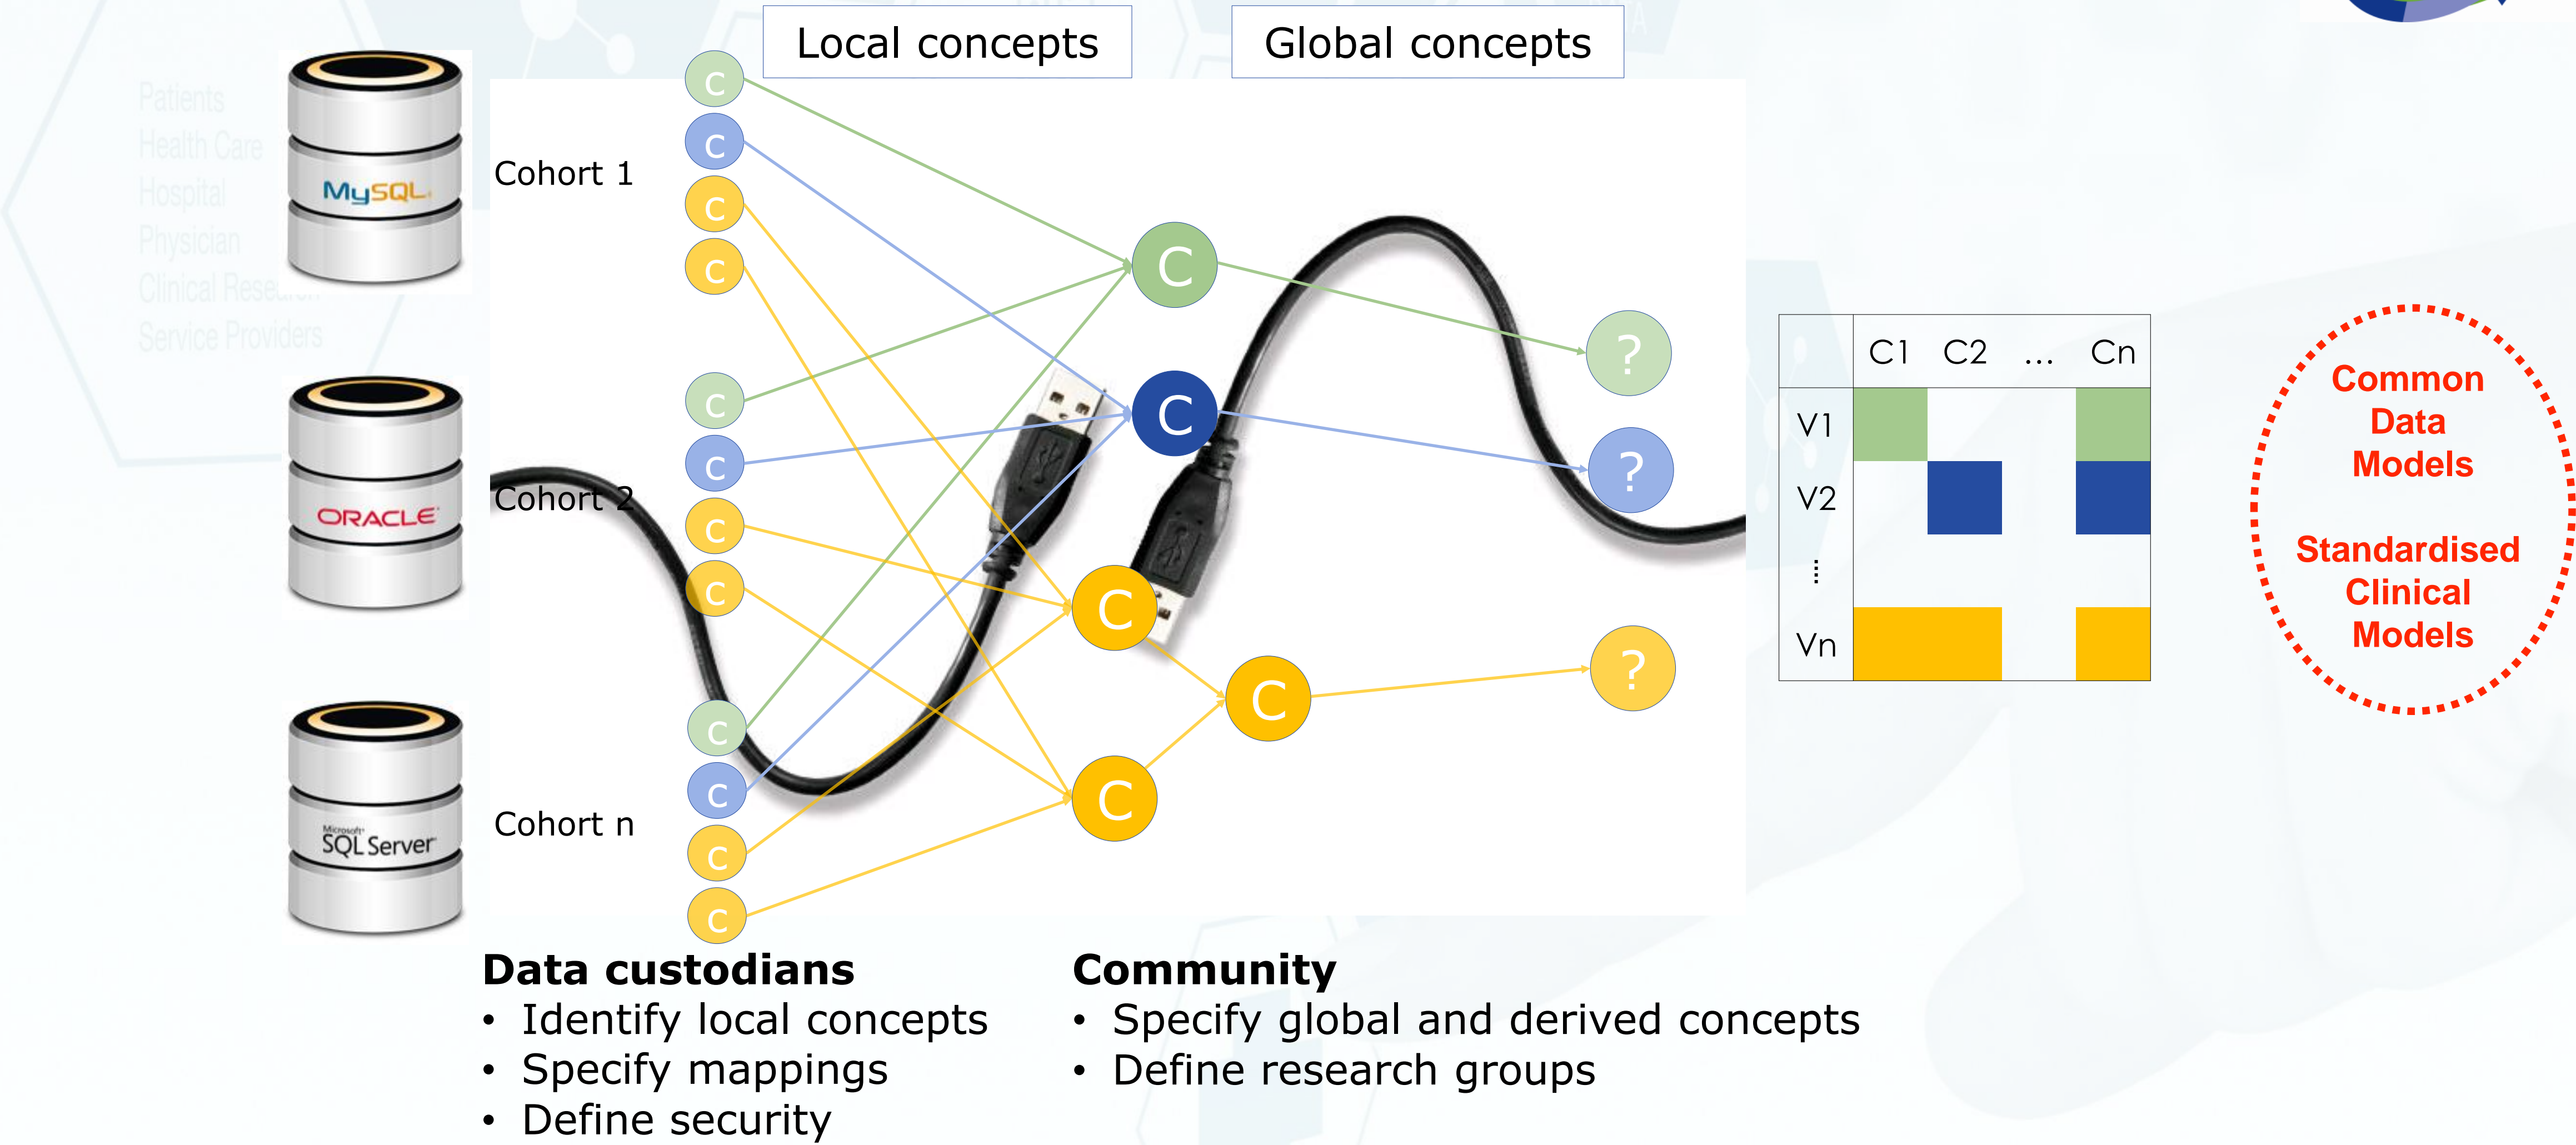 Local concepts
Global concepts
Patients
Health Care
Hospital
Physician
Clinical Research
Service Providers
MySQL
Cohort 1
c
c
c
c
C
ORACLE
Cohort 2
c
c
c
c
C
C
C
C
?
?
?
Microsoft
SQL Server
Cohort n
c
c
c
c
C1 C2 ... Cn
V1
V2
⁞
Vn
Common
Data
Models
Standardised
Clinical
Models
Data custodians
• Identify local concepts
• Specify mappings
• Define security
Community
• Specify global and derived concepts
• Define research groups